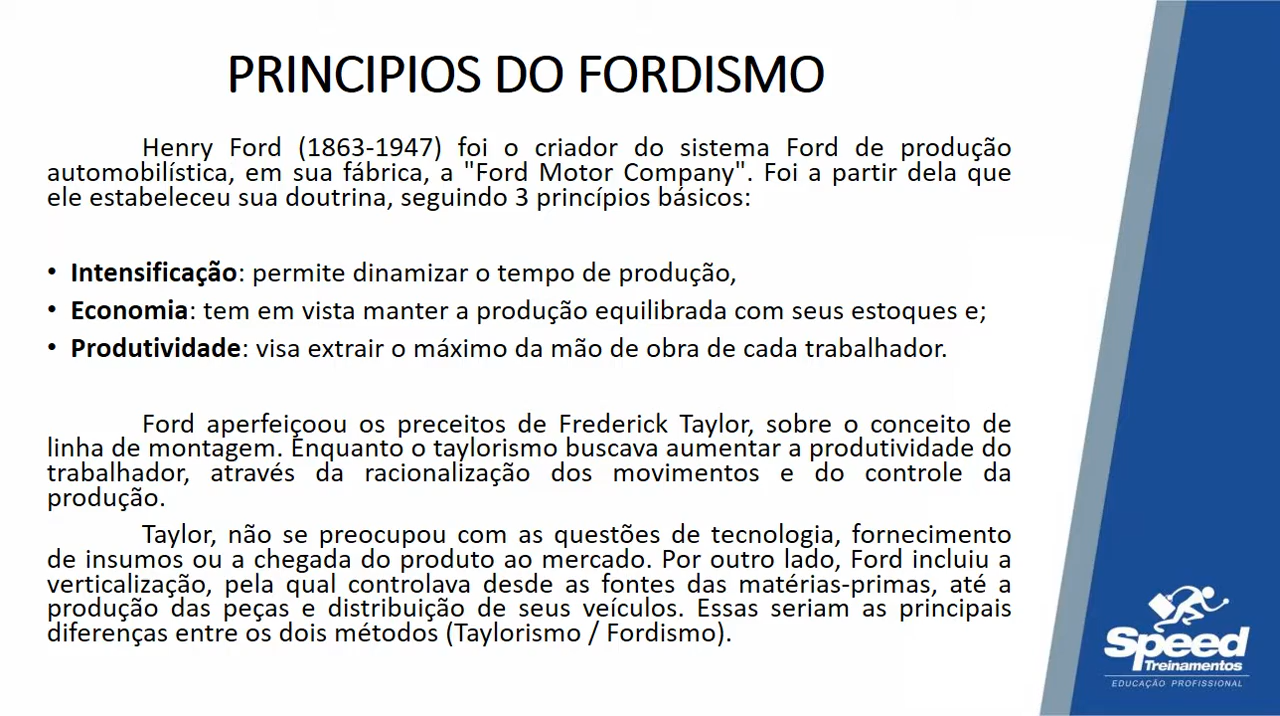 PRINCIPIOS DO FORDISMO
Henry Ford (1863-1947) foi o criador do sistema Ford de produção
automobilística, em sua fábrica, a "Ford Motor Company". Foi a partir dela que
ele estabeleceu sua doutrina, seguindo 3 princípios básicos:
• Intensificação: permite dinamizar o tempo de produção,
• Economia: tem em vista manter a produção equilibrada com seus estoques e;
• Produtividade: visa extrair o máximo da mão de obra de cada trabalhador.
Ford aperfeiçoou os preceitos de Frederick Taylor, sobre o conceito de
linha de montagem. Enquanto o taylorismo buscava aumentar a produtividade do
trabalhador, através da racionalização dos movimentos e do controle da
produção.
Taylor, não se preocupou com as questões de tecnologia, fornecimento
de insumos ou a chegada do produto ao mercado. Por outro lado, Ford incluiu a
verticalização, pela qual controlava desde as fontes das matérias-primas, até a
produção das peças e distribuição de seus veículos. Essas seriam as principais
diferenças entre os dois métodos (Taylorismo / Fordismo).
Speed
Treinamentos
EDUCAÇÃO PROFISSIONAL